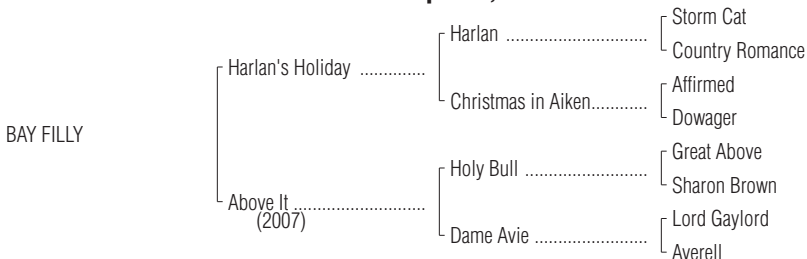 Storm Cat
Harlan ................................
Country Romance
Harlan's Holiday ..............
Affirmed
Christmas in Aiken............
Dowager
BAY FILLY
Great Above
Holy Bull ............................
Sharon Brown
Above It ............................
(2007)
Lord Gaylord
Dame Avie ..........................
Averell